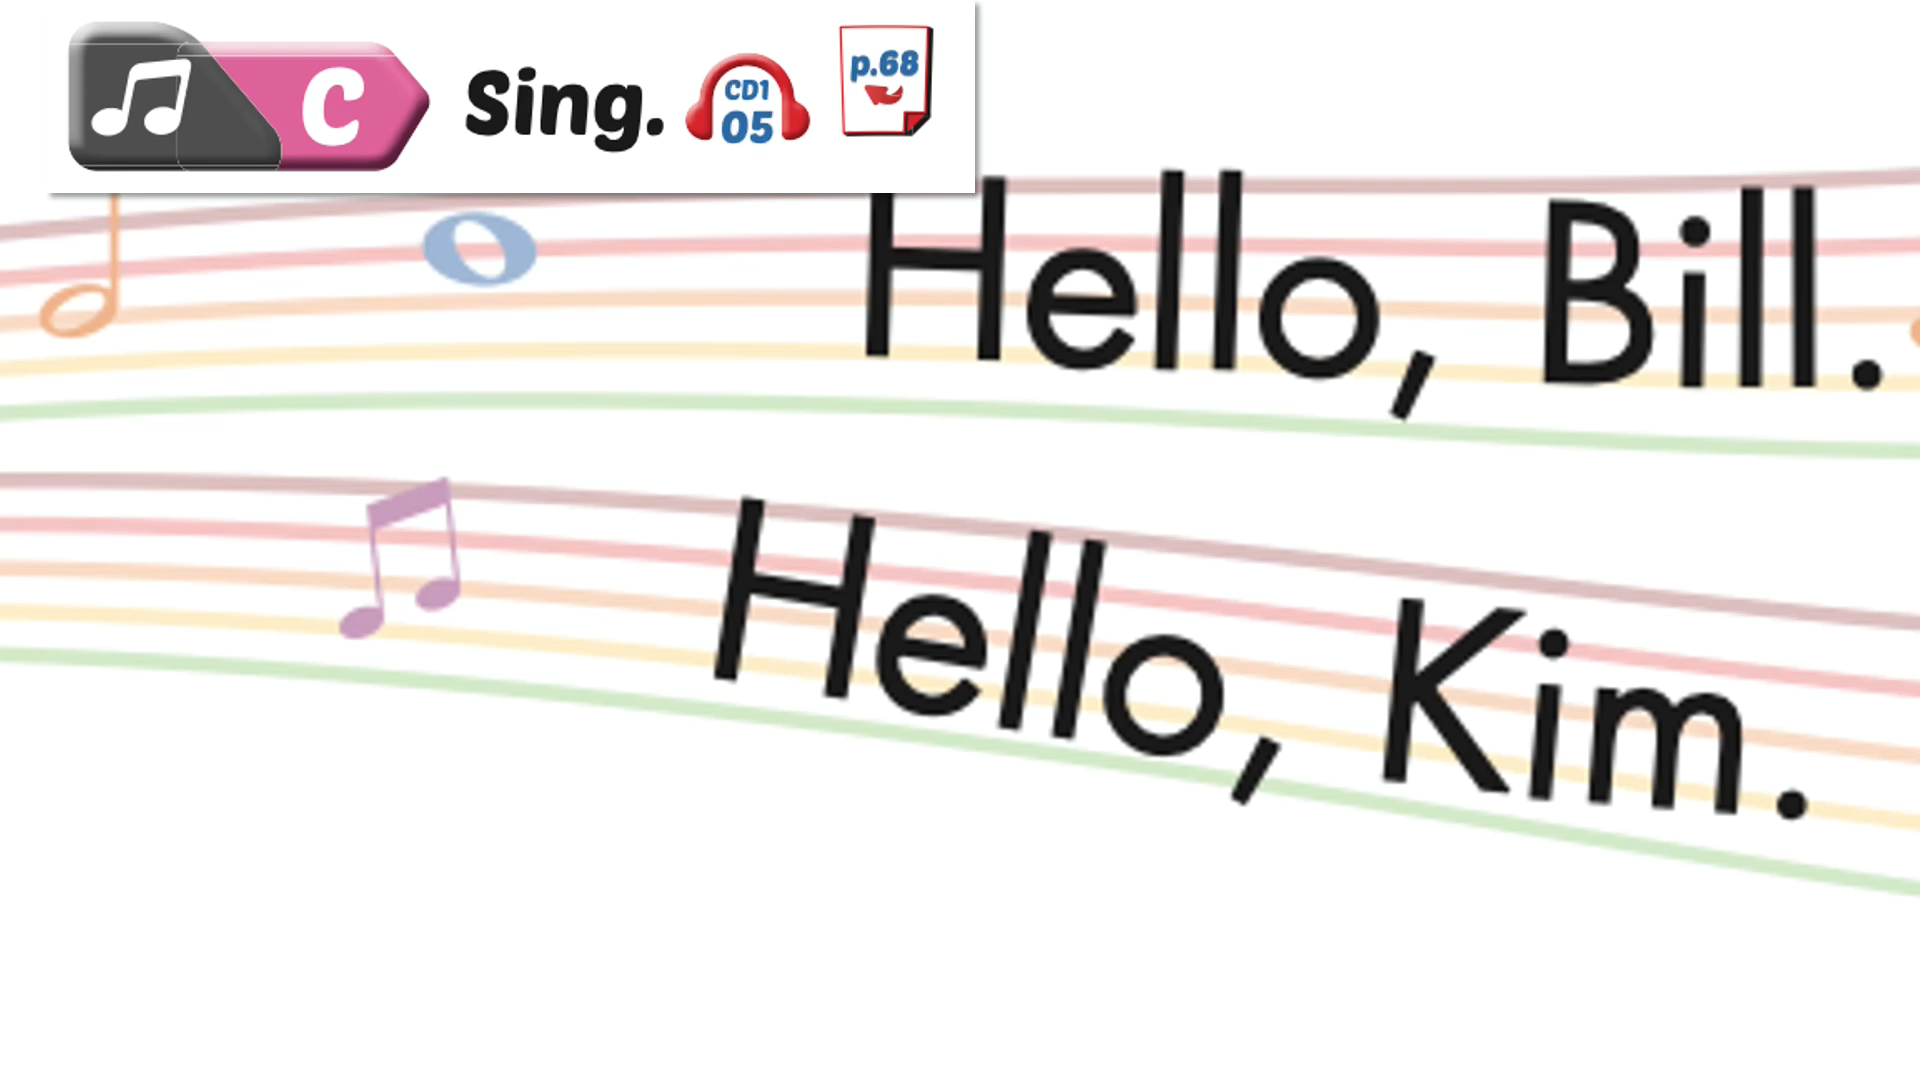 C Sing. CD1 05 p.68
Hello, Bill.
Hello, Kim.